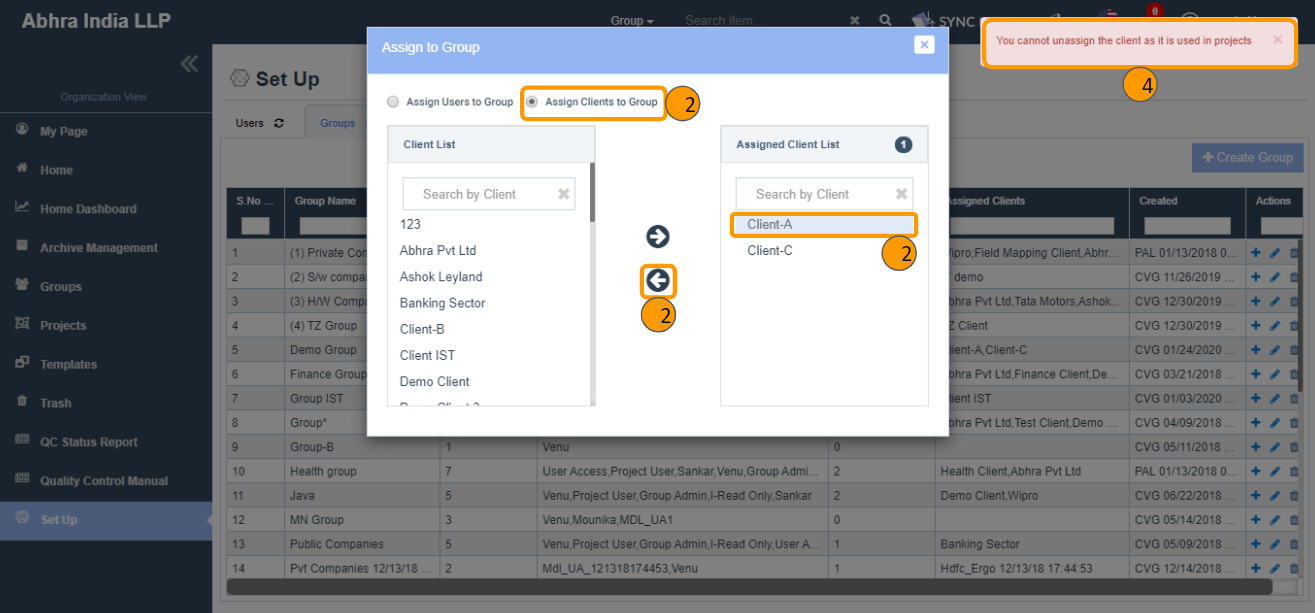 Abhra India LLP
Group
Search item...
SYNC
0
You cannot unassign the client as it is used in projects
4
Organization View
My Page
Home
Home Dashboard
Archive Management
Groups
Projects
Templates
Trash
QC Status Report
Quality Control Manual
Set Up
Set Up
Users
Groups
Create Group
Assign to Group
Assign Users to Group
Assign Clients to Group
2
Client List
Search by Client
123
Abhra Pvt Ltd
Ashok Leyland
Banking Sector
Client-B
Client IST
Demo Client
2
Assigned Client List 1
Search by Client
Client-A
2
Client-C
S.No ... Group Name Assigned Clients Created Actions
1 (1) Private Con Wipro,Field Mapping Client,Abhr... PAL 01/13/2018 0...
2 (2) S/w compa demo CVG 11/26/2019 ...
3 (3) H/W Compa bhra Pvt Ltd,Tata Motors,Ashok... CVG 12/30/2019 ...
4 (4) TZ Group Z Client CVG 12/30/2019 ...
5 Demo Group lient-A,Client-C CVG 01/24/2020 ...
6 Finance Group bhra Pvt Ltd,Finance Client,De... CVG 03/21/2018 ...
7 Group IST lient IST CVG 01/03/2020 ...
8 Group* bhra Pvt Ltd,Test Client,Demo ... CVG 04/09/2018 ...
9 Group-B 1 Venu 0 CVG 05/11/2018 ...
10 Health group 7 User Access,Project User,Sankar,Venu,Group Admi... 2 Health Client,Abhra Pvt Ltd PAL 01/13/2018 0...
11 Java 5 Venu,Project User,Group Admin,I-Read Only,Sankar 2 Demo Client,Wipro CVG 06/22/2018 ...
12 MN Group 3 Venu,Mounika,MDL_UA1 0 CVG 05/14/2018 ...
13 Public Companies 5 Venu,Project User,Group Admin,I-Read Only,User A... 1 Banking Sector CVG 05/09/2018 ...
14 Pvt Companies 12/13/18 ... 2 Mdl_UA_121318174453,Venu 1 Hdfc_Ergo 12/13/18 17:44:53 CVG 12/14/2018 ...